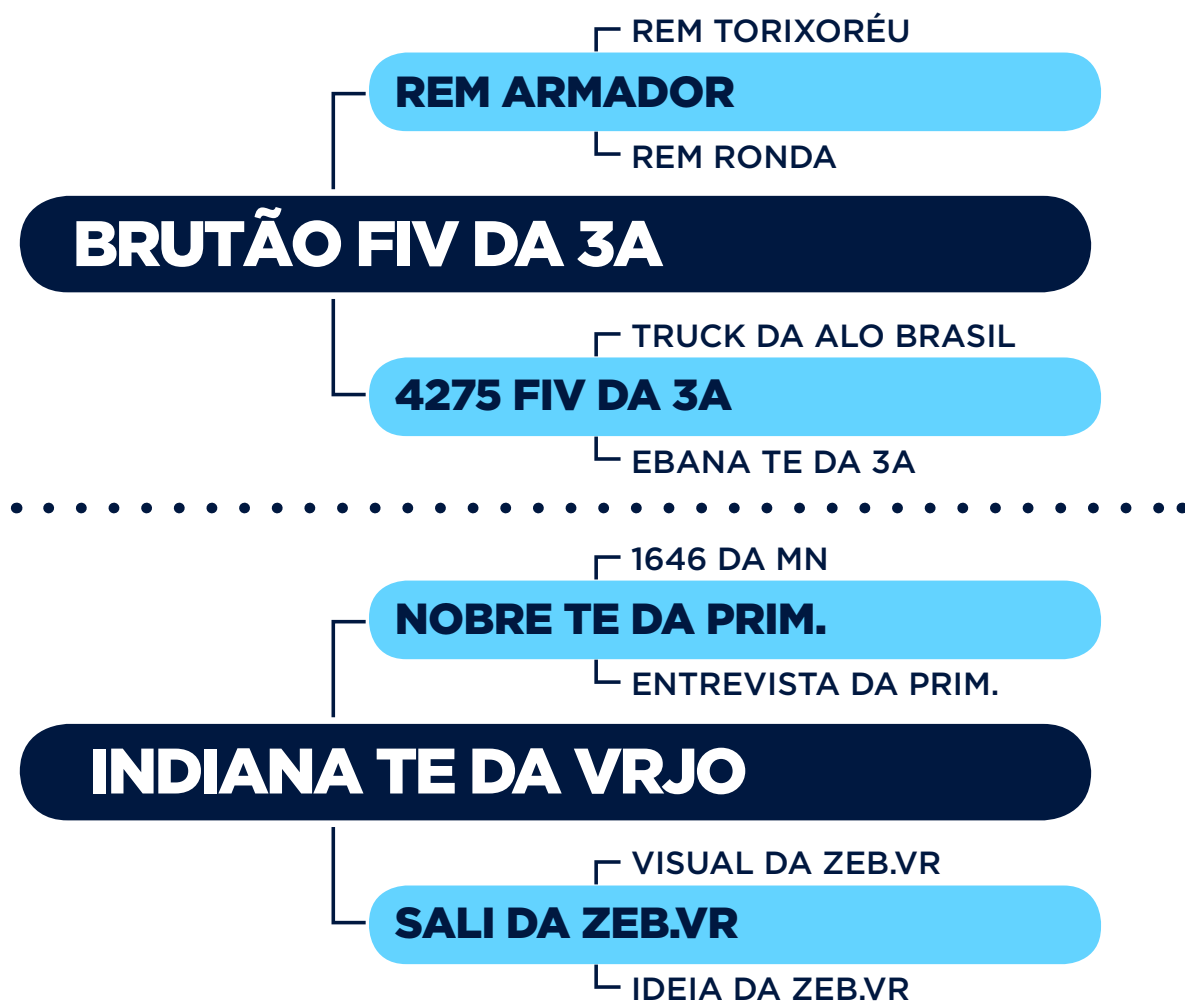 REM TORIXORÉU
REM ARMADOR
REM RONDA
BRUTÃO FIV DA 3A
TRUCK DA ALO BRASIL
4275 FIV DA 3A
EBANA TE DA 3A
1646 DA MN
NOBRE TE DA PRIM.
ENTREVISTA DA PRIM.
INDIANA TE DA VRJO
VISUAL DA ZEB.VR
SALI DA ZEB.VR
IDEIA DA ZEB.VR